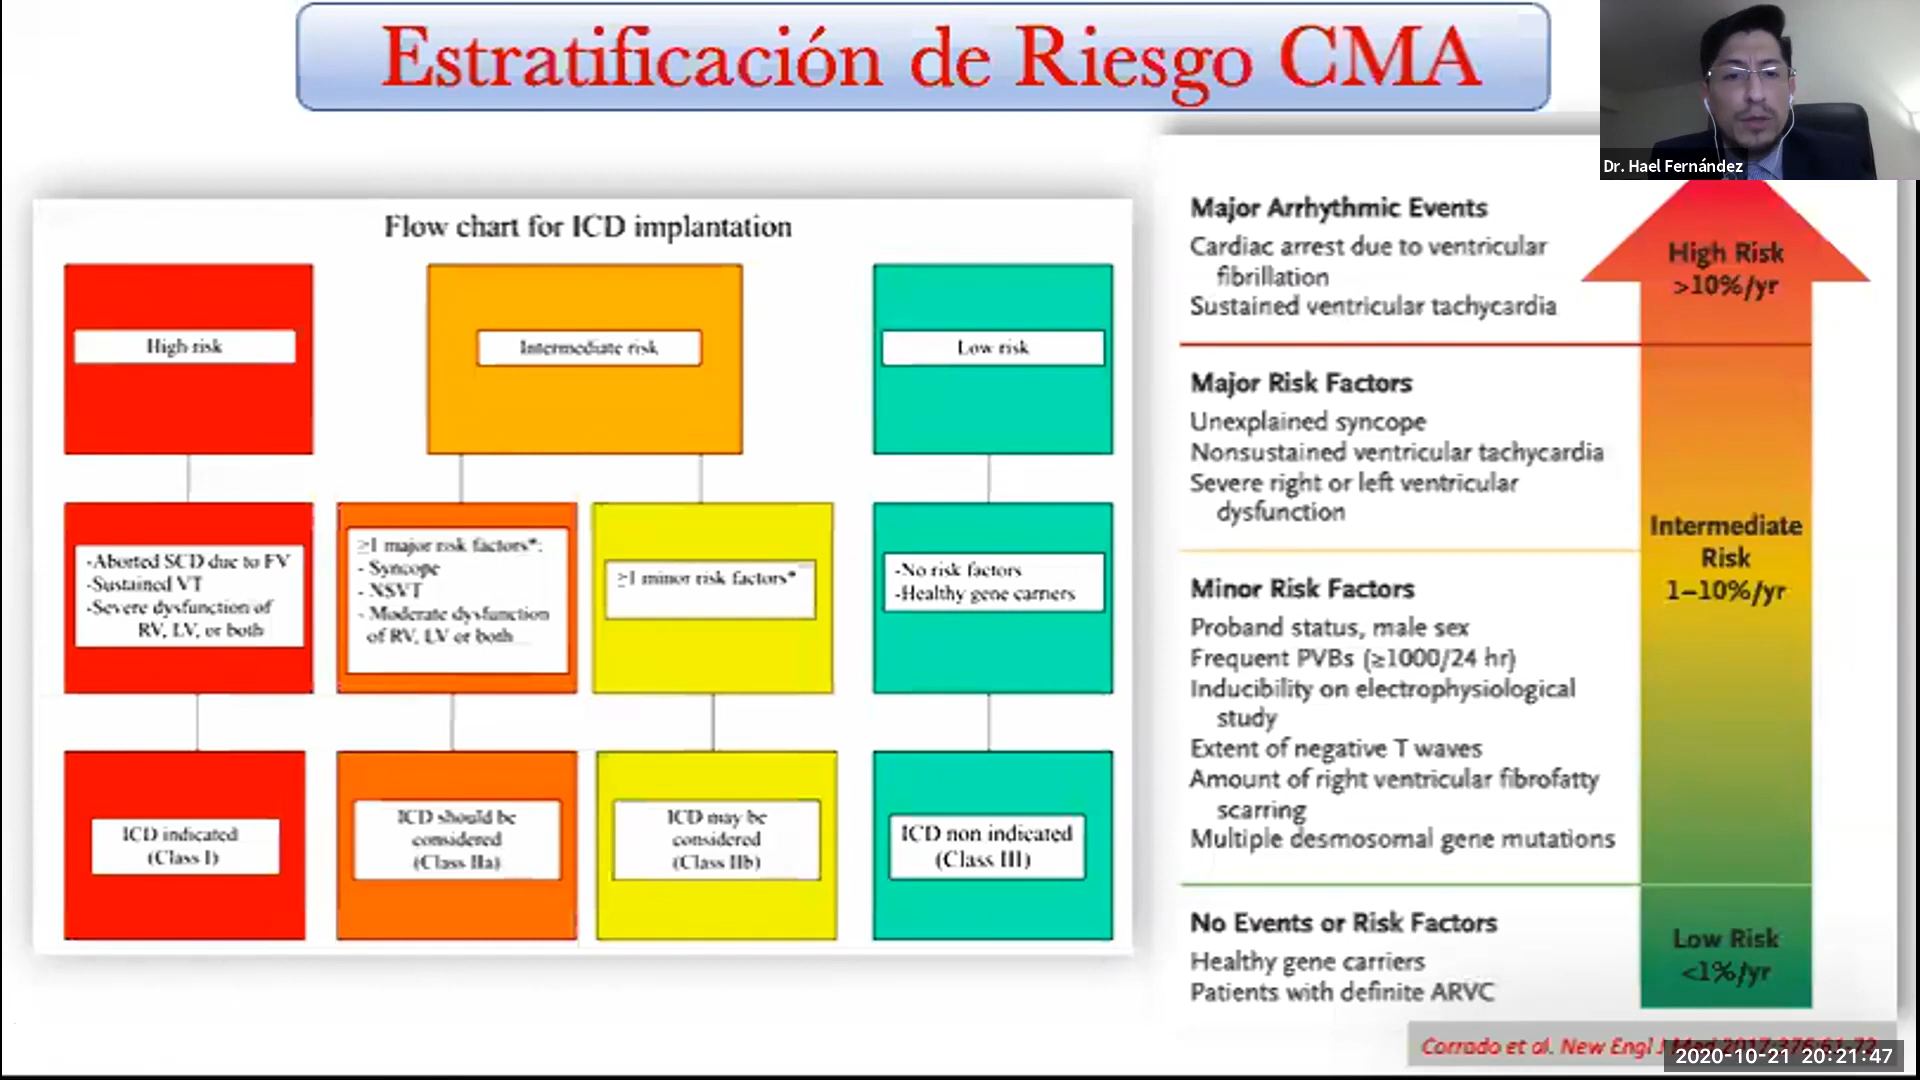 Estratificación de Riesgo CMA
Dr. Hael Fernández
Flow chart for ICD implantation
High risk
Intermediate risk
Low risk
-Aborted SCD due to FV
-Sustained VT
-Severe dysfunction of
RV, LV, or both
≥1 major risk factors*:
- Syncope
- NSVT
- Moderate dysfunction
of RV, LV or both
≥1 minor risk factors*
-No risk factors
-Healthy gene carriers
ICD indicated
(Class I)
ICD should be
considered
(Class IIa)
ICD may be
considered
(Class IIb)
ICD non indicated
(Class III)
Major Arrhythmic Events
Cardiac arrest due to ventricular
fibrillation
Sustained ventricular tachycardia
High Risk
>10%/yr
Major Risk Factors
Unexplained syncope
Nonsustained ventricular tachycardia
Severe right or left ventricular
dysfunction
Intermediate
Risk
1–10%/yr
Minor Risk Factors
Proband status, male sex
Frequent PVBs (≥1000/24 hr)
Inducibility on electrophysiological
study
Extent of negative T waves
Amount of right ventricular fibrofatty
scarring
Multiple desmosomal gene mutations
No Events or Risk Factors
Healthy gene carriers
Patients with definite ARVC
Low Risk
<1%/yr
Corrado et al. New Engl J Med 2017;376:61-72
2020-10-21 20:21:47